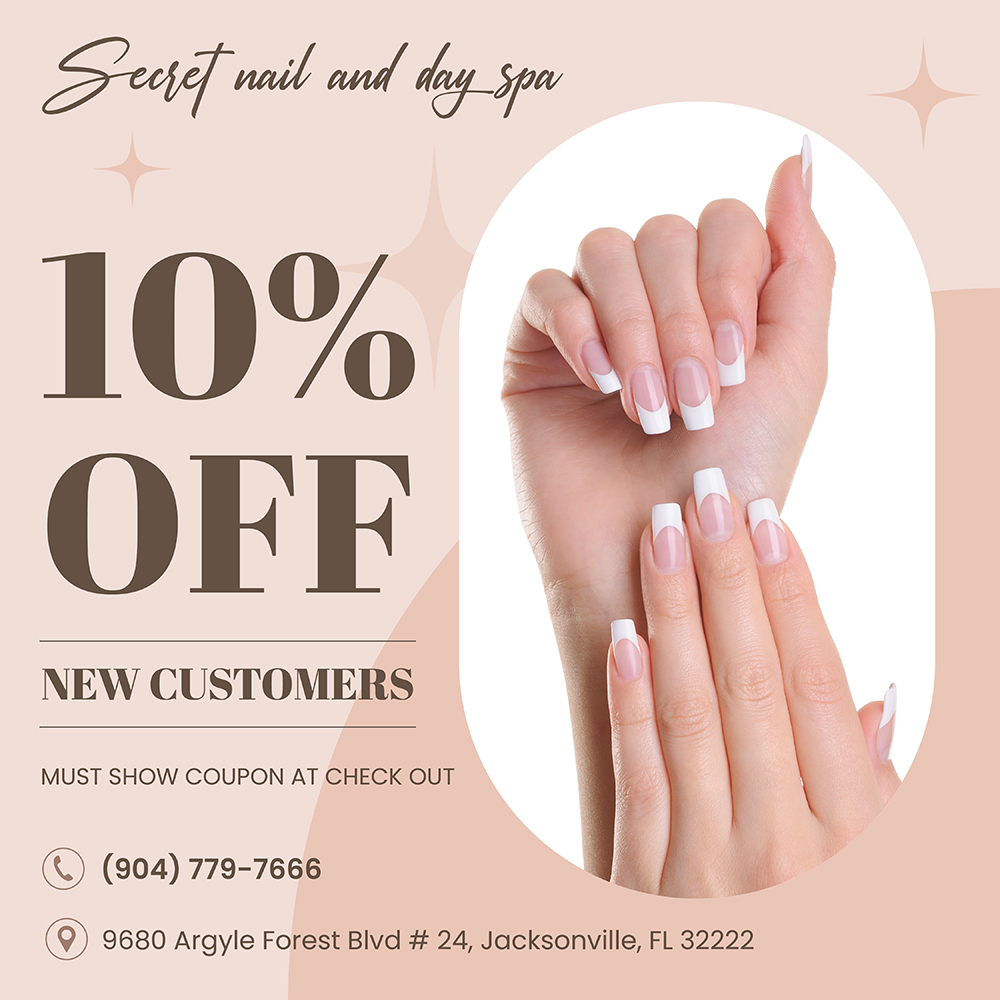 Secret nail and day spa
10%
OFF
NEW CUSTOMERS
MUST SHOW COUPON AT CHECK OUT
(904) 779-7666
9680 Argyle Forest Blvd # 24, Jacksonville, FL 32222